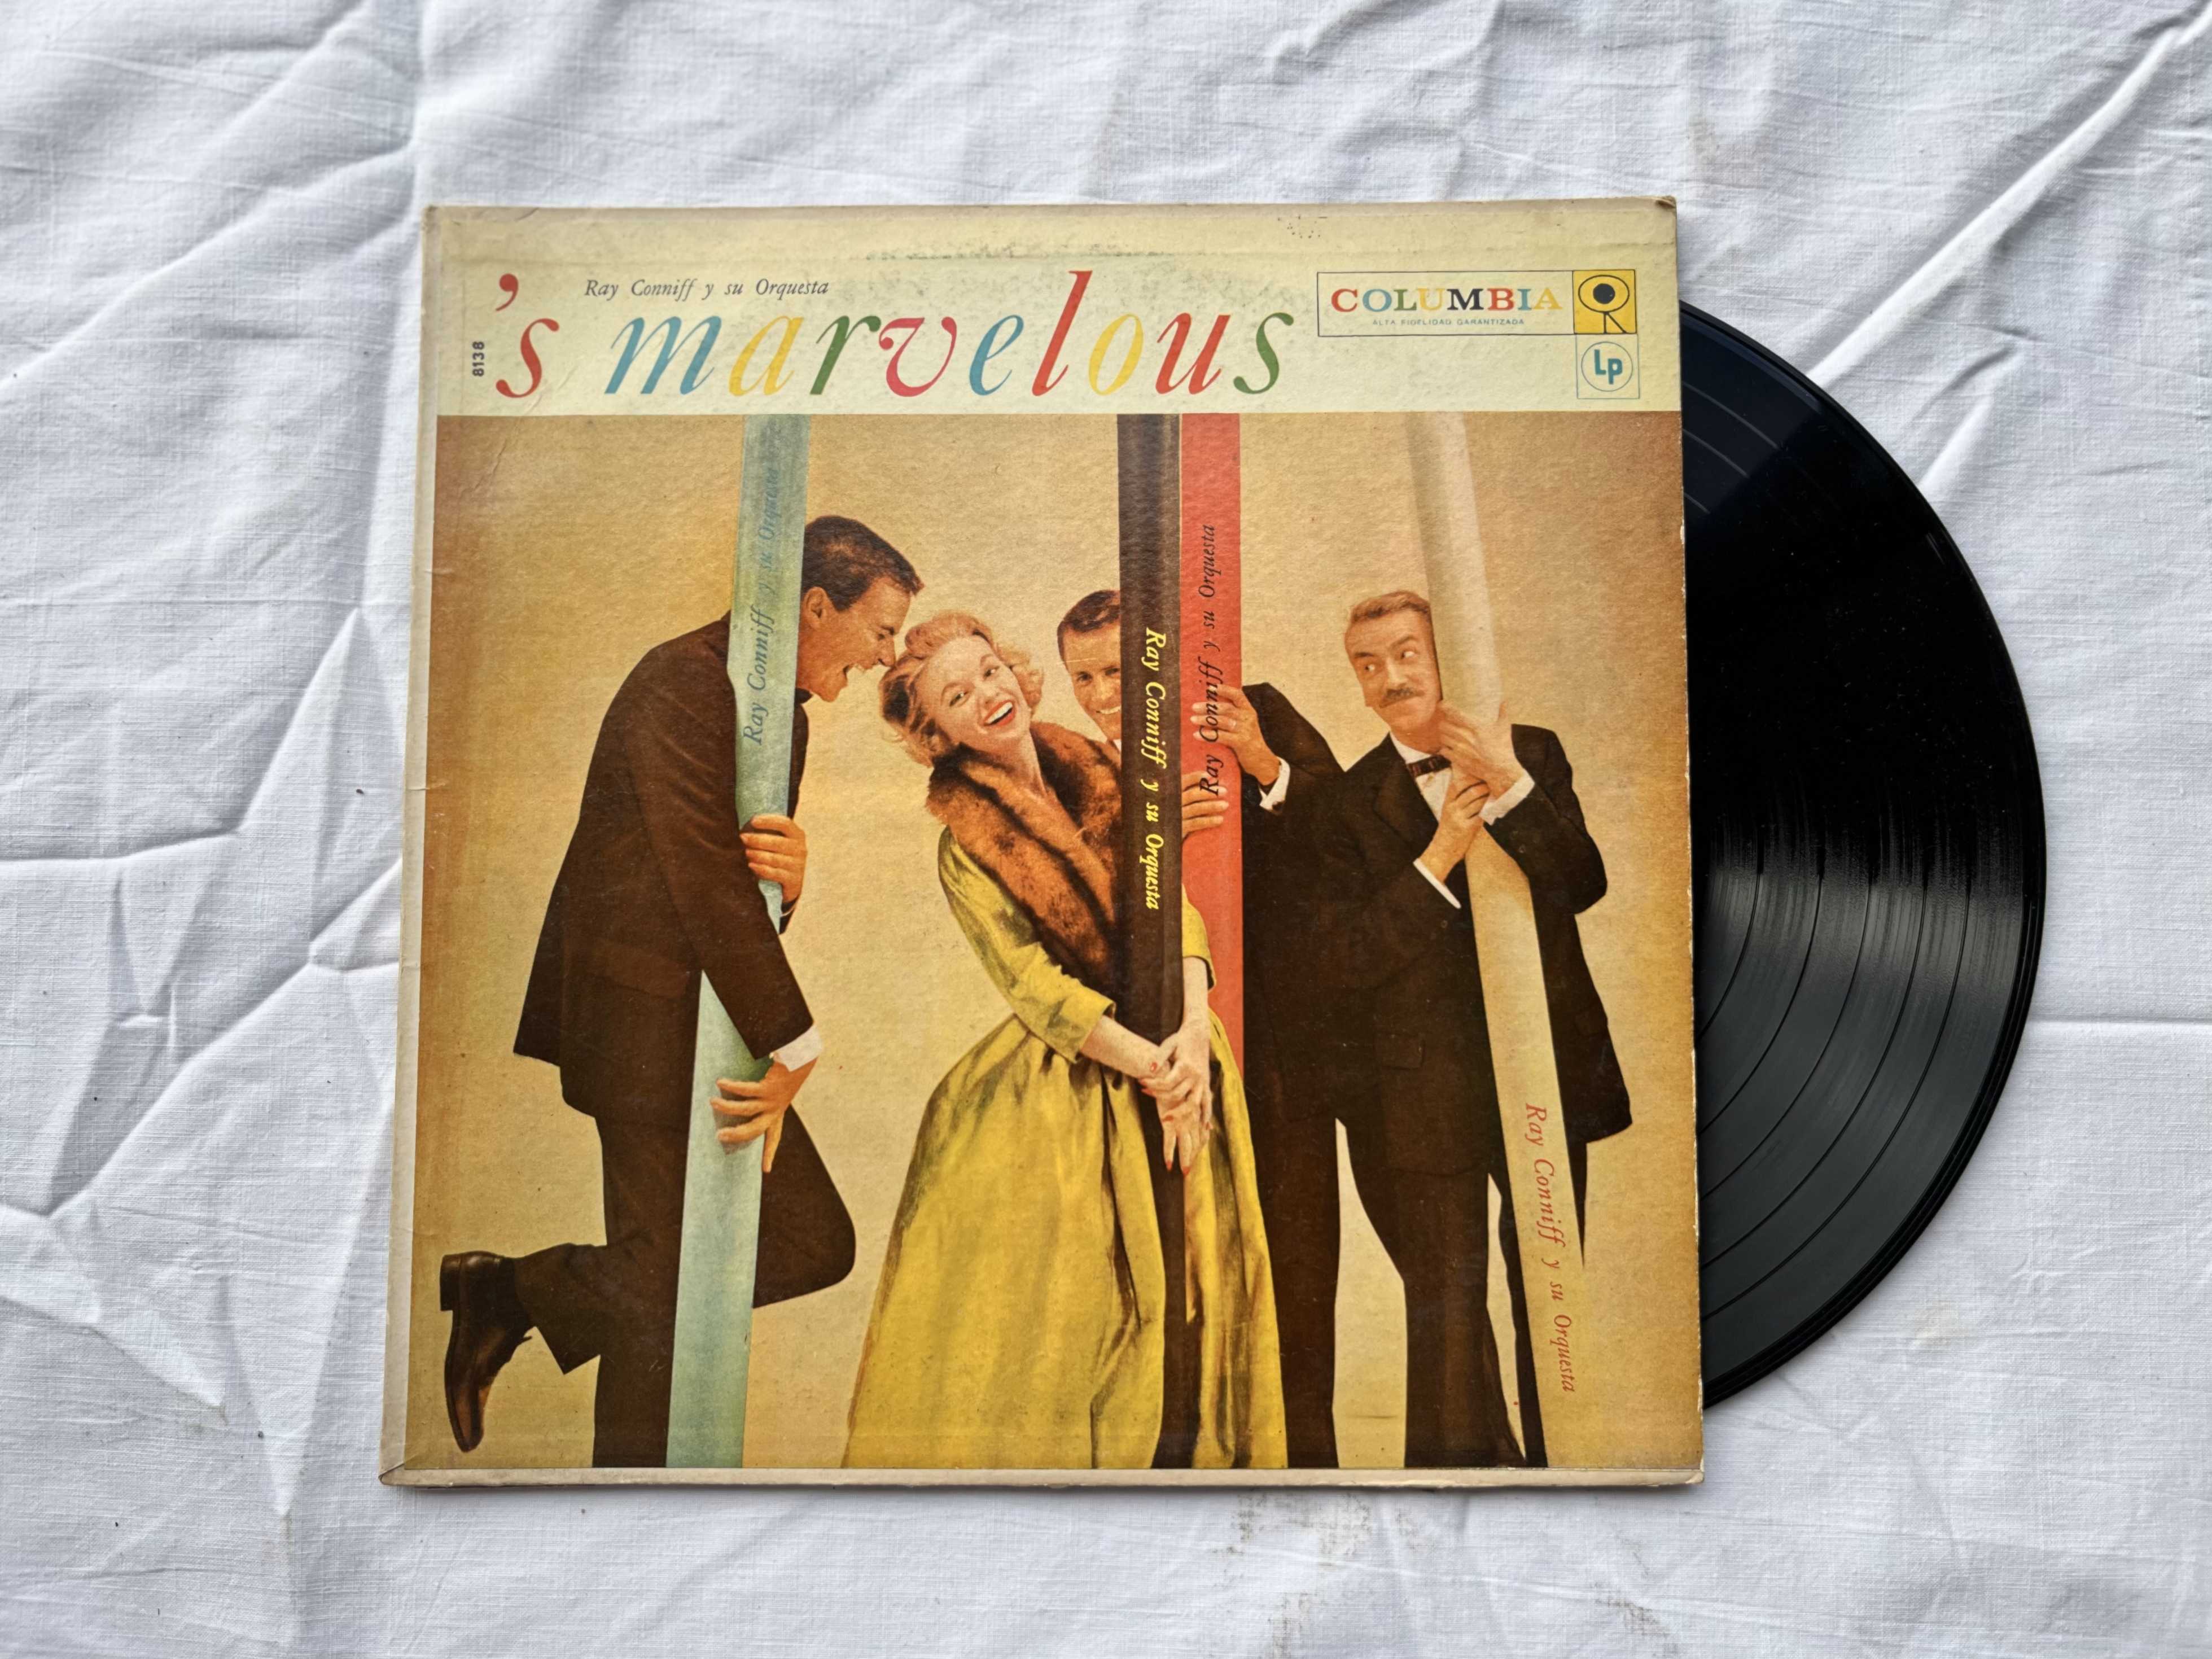 Ray Conniff y su Orquesta
's marvelous
8138
COLUMBIA
ALTA FIDELIDAD GARANTIZADA
Lp
Ray Conniff y su Orquesta
Ray Conniff y su Orquesta
Ray Conniff y su Orquesta
Ray Conniff y su Orquesta